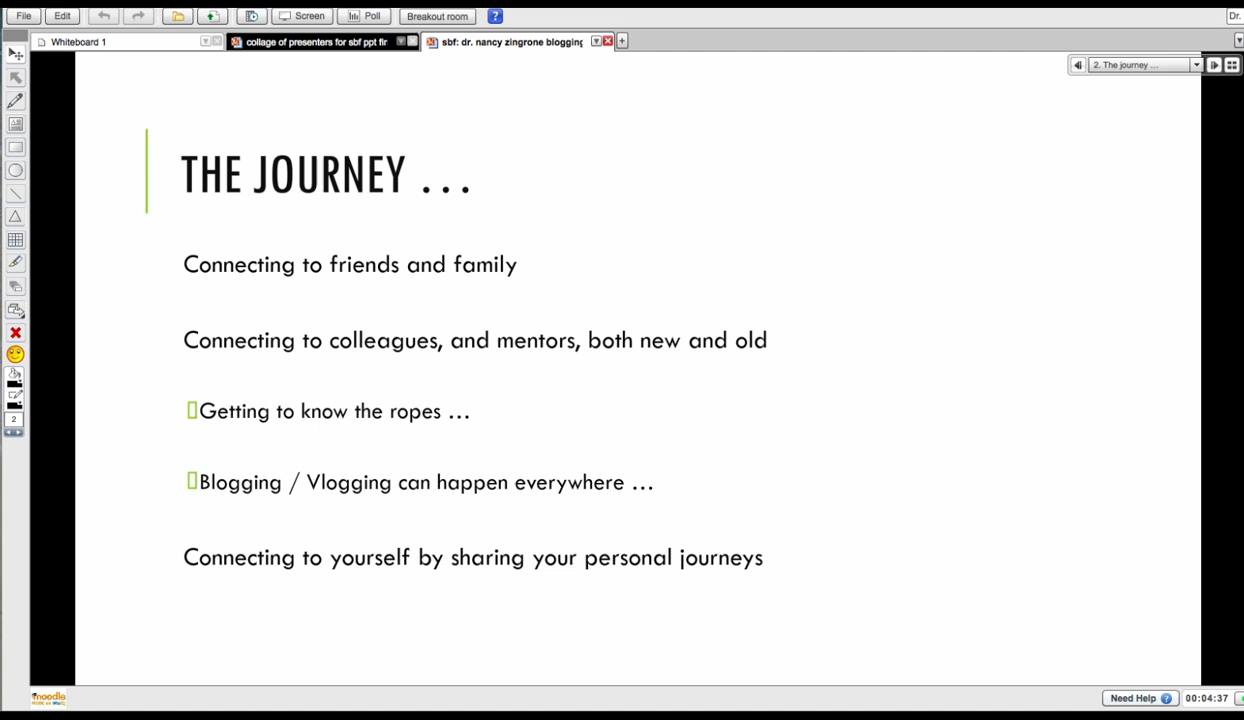 File Edit Screen Poll Breakout room ? Dr.
Whiteboard 1 collage of presenters for sbf ppt fir sbf: dr. nancy zingrone blogging
2. The journey ...
THE JOURNEY ...
Connecting to friends and family
Connecting to colleagues, and mentors, both new and old
Getting to know the ropes ...
Blogging / Vlogging can happen everywhere ...
Connecting to yourself by sharing your personal journeys
2
moodle
Need Help ? 00:04:37